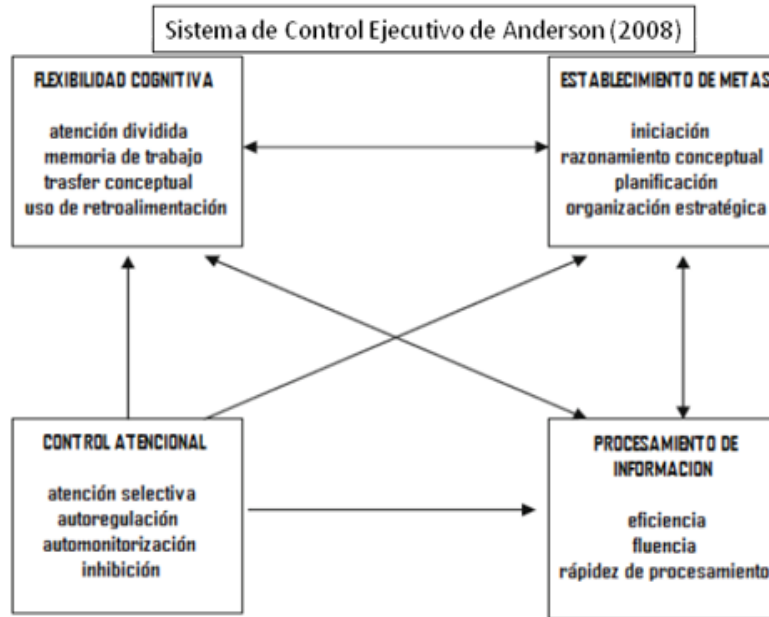 Sistema de Control Ejecutivo de Anderson (2008)
FLEXIBILIDAD COGNITIVA
atención dividida
memoria de trabajo
trasfer conceptual
uso de retroalimentación
ESTABLECIMIENTO DE METAS
iniciación
razonamiento conceptual
planificación
organización estratégica
CONTROL ATENCIONAL
atención selectiva
autoregulación
automonitorización
inhibición
PROCESAMIENTO DE
INFORMACION
eficiencia
fluencia
rápidez de procesamiento